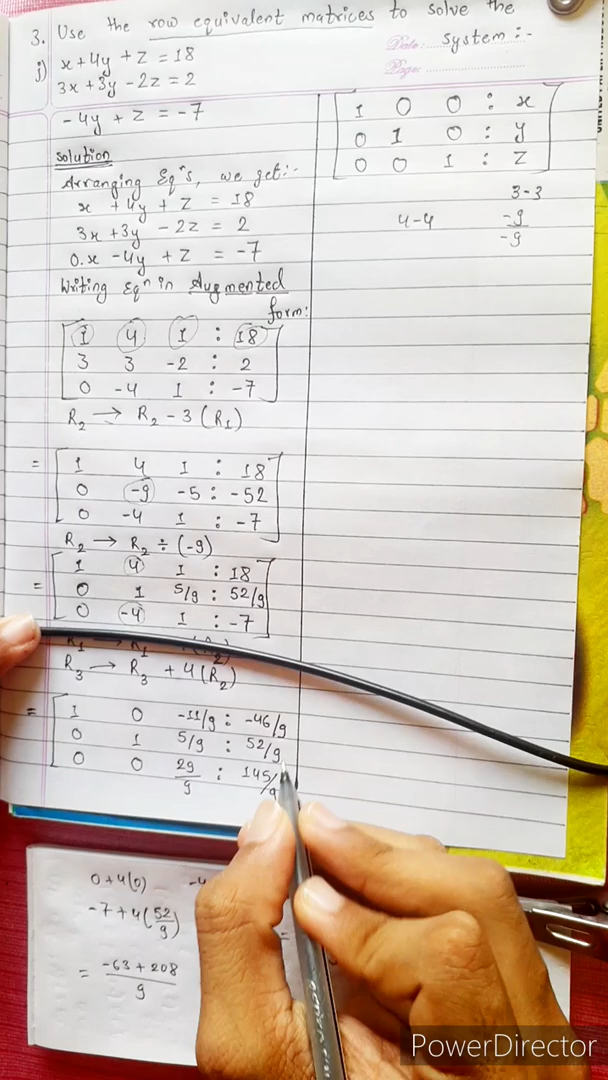 3. Use the row equivalent matrices to solve the
system :-
Date:
Page:
j) x + 4y + z = 18
3x + 3y - 2z = 2
- 4y + z = -7
Solution
Arranging Eqⁿs, we get:-
x + 4y + z = 18
3x + 3y - 2z = 2
0.x - 4y + z = -7
Writing Eqⁿ in Augmented
form:
1 4 1 : 18
3 3 -2 : 2
0 -4 1 : -7
R2 → R2 - 3 (R1)
= 1 4 1 : 18
0 -9 -5 : -52
0 -4 1 : -7
R2 → R2 ÷ (-9)
1 4 1 : 18
= 0 1 5/9 : 52/9
0 -4 1 : -7
R3 → R3 + 4 (R2)
= 1 0 -11/9 : -46/9
0 1 5/9 : 52/9
0 0 29/9 : 145/9
1 0 0 : x
0 1 0 : y
0 0 1 : z
3-3
4-4
-9
-9
0+4(0)
-7+4(52/9)
= -63 + 208
9
PowerDirector